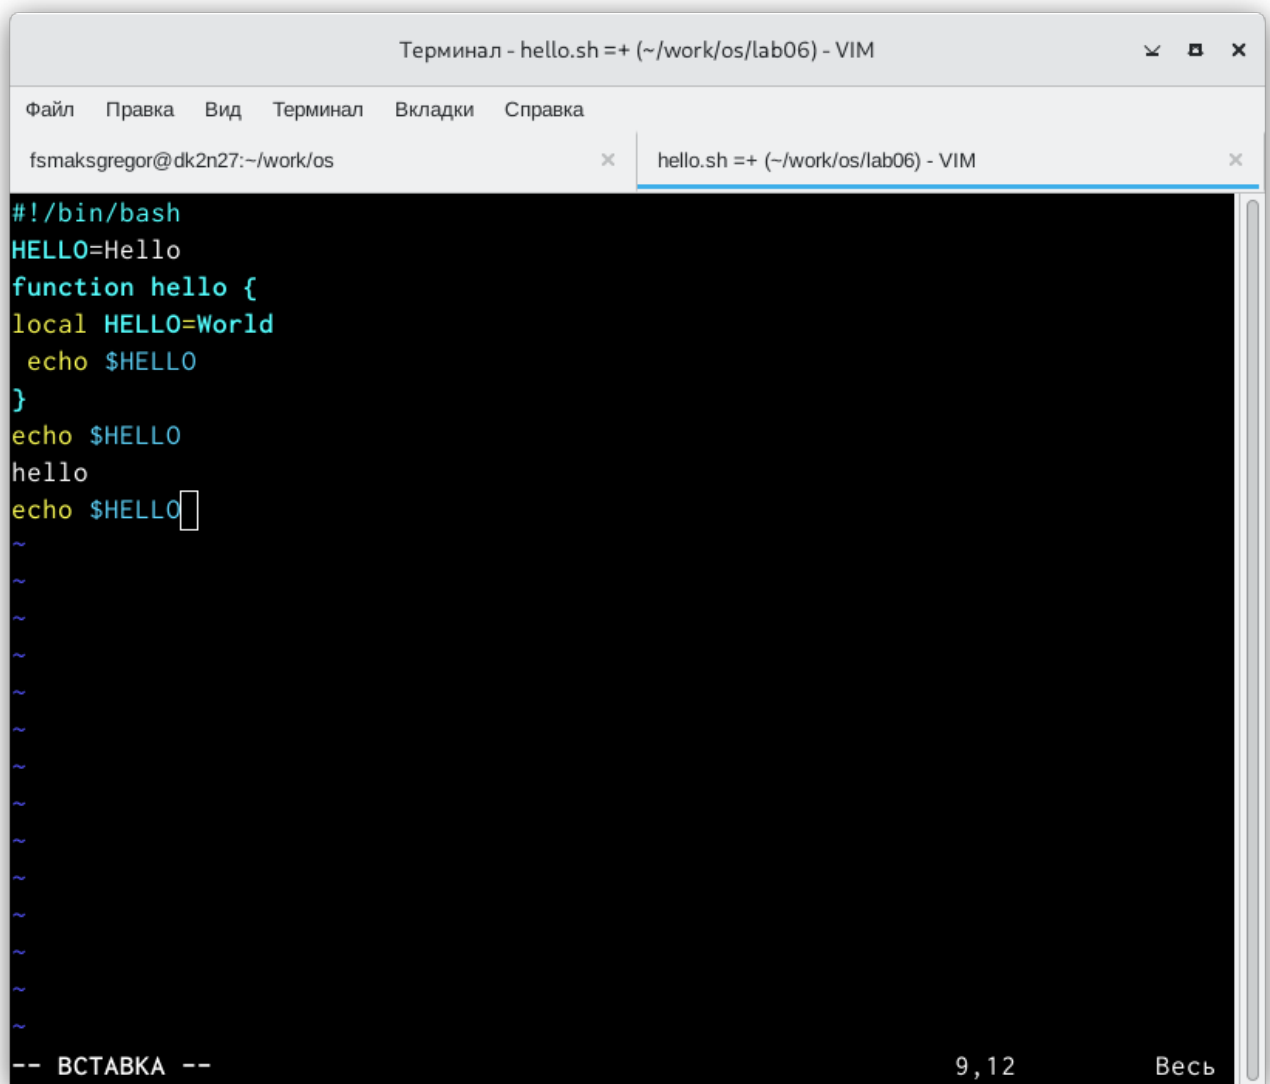 Терминал - hello.sh =+ (~/work/os/lab06) - VIM
Файл Правка Вид Терминал Вкладки Справка
fsmaksgregor@dk2n27:~/work/os hello.sh =+ (~/work/os/lab06) - VIM
#!/bin/bash
HELLO=Hello
function hello {
local HELLO=World
 echo $HELLO
}
echo $HELLO
hello
echo $HELLO
~
~
~
~
~
~
~
~
~
~
~
~
~
~
-- ВСТАВКА -- 9,12 Весь